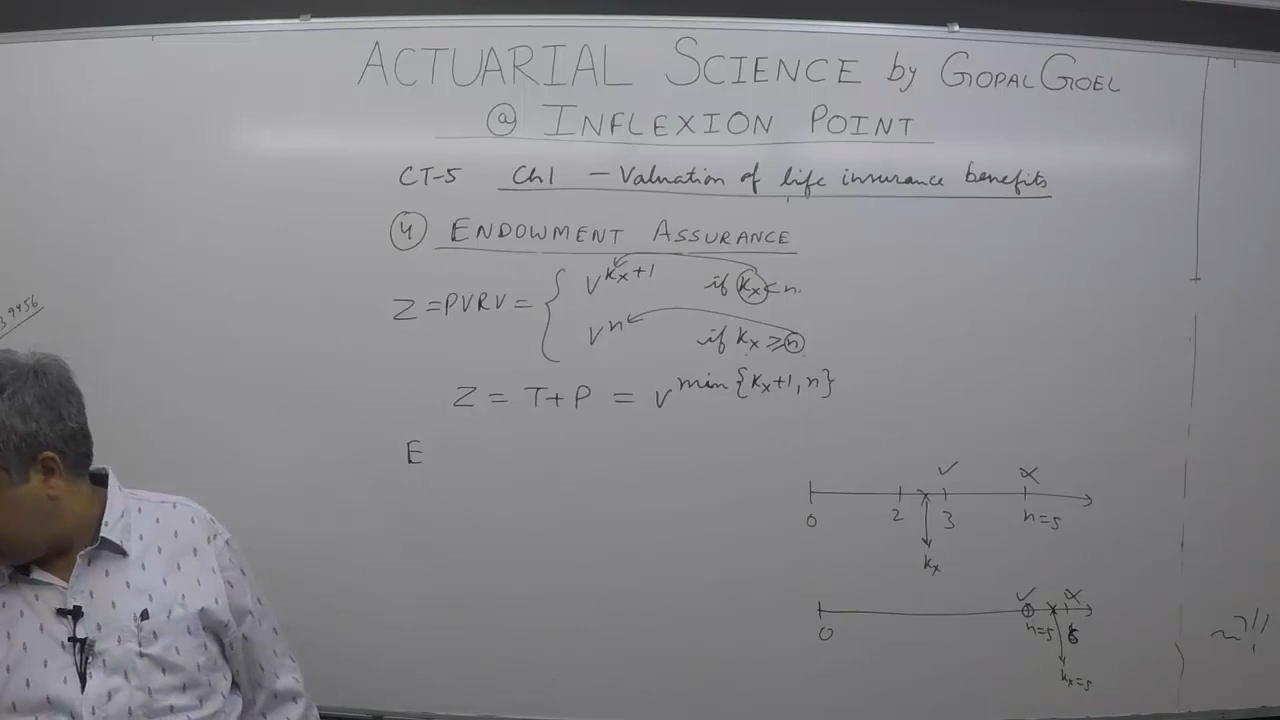 ACTUARIAL SCIENCE by GOPAL GOEL
@ INFLEXION POINT
CT-5 Ch1 - Valuation of life insurance benefits
④ ENDOWMENT ASSURANCE
Z = PVRV = { v^{Kx+1} if Kx < n
v^n if Kx ≥ n
Z = T+P = v^{min{Kx+1, n}}
E
✓ x
0 2 3 n=5
Kx
✓ x
0 n=5 6
Kx=5